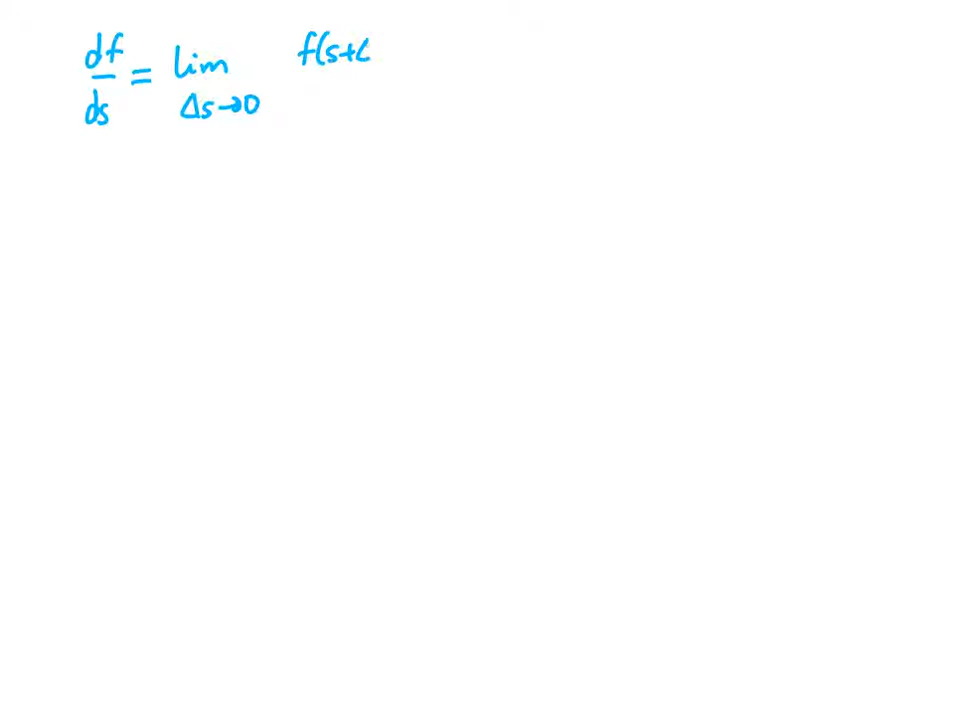 df/ds = lim Δs→0 f(s+